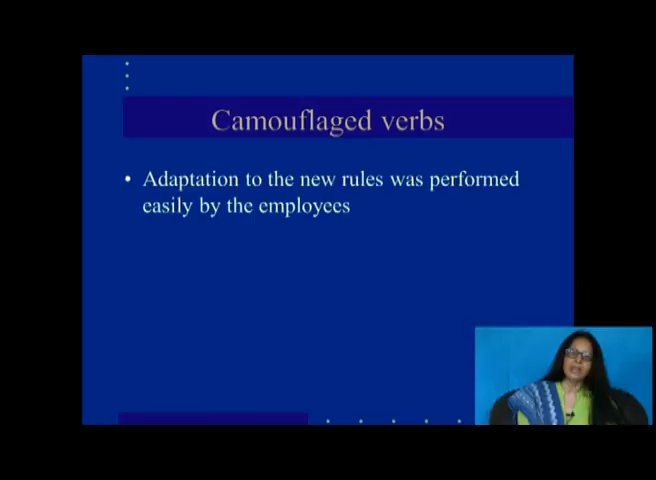 Camouflaged verbs
• Adaptation to the new rules was performed
easily by the employees